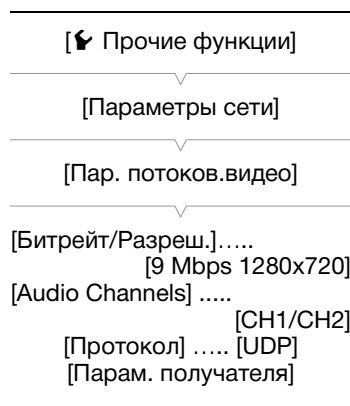 [Прочие функции]
[Параметры сети]
[Пар. потоков.видео]
[Битрейт/Разреш.].....
[9 Mbps 1280x720]
[Audio Channels] .....
[CH1/CH2]
[Протокол] ..... [UDP]
[Парам. получателя]